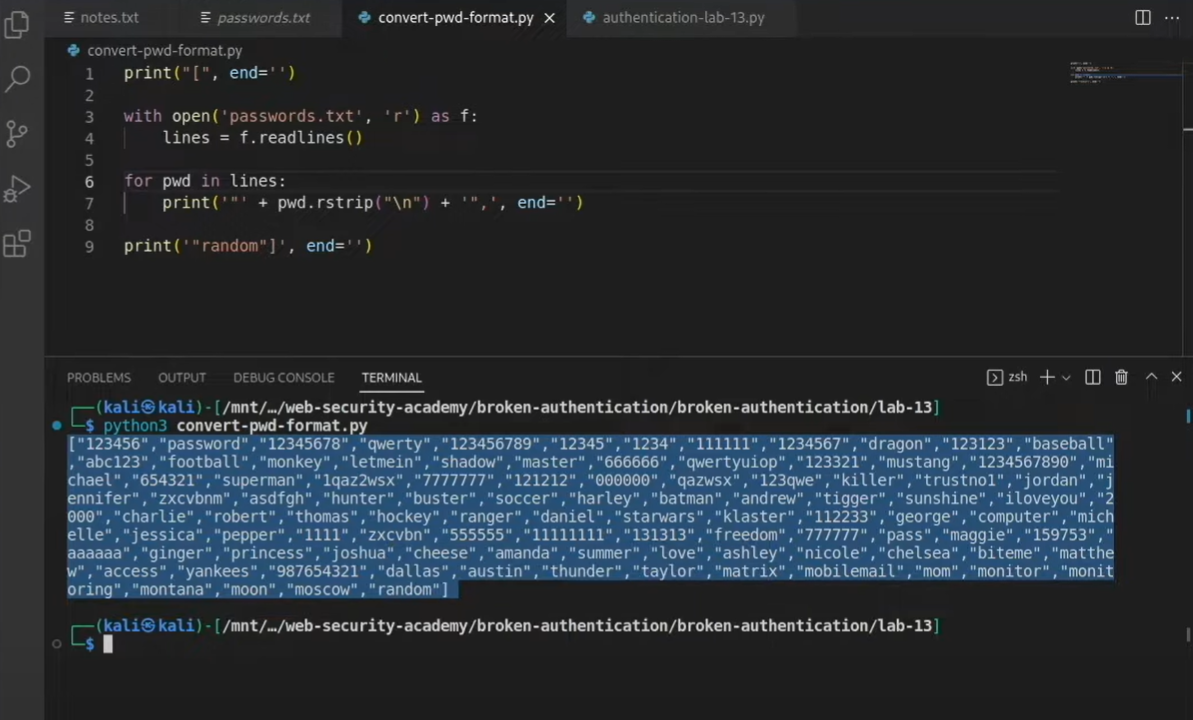 notes.txt passwords.txt convert-pwd-format.py authentication-lab-13.py
convert-pwd-format.py
1 print("[", end='')
2
3 with open('passwords.txt', 'r') as f:
4 lines = f.readlines()
5
6 for pwd in lines:
7 print('"' + pwd.rstrip("\n") + '",', end='')
8
9 print('"random"]', end='')
PROBLEMS OUTPUT DEBUG CONSOLE TERMINAL zsh
(kali㉿kali)-[/mnt/…/web-security-academy/broken-authentication/broken-authentication/lab-13]
$ python3 convert-pwd-format.py
["123456","password","12345678","qwerty","123456789","12345","1234","111111","1234567","dragon","123123","baseball"
,"abc123","football","monkey","letmein","shadow","master","666666","qwertyuiop","123321","mustang","1234567890","mi
chael","654321","superman","1qaz2wsx","7777777","121212","000000","qazwsx","123qwe","killer","trustno1","jordan","j
ennifer","zxcvbnm","asdfgh","hunter","buster","soccer","harley","batman","andrew","tigger","sunshine","iloveyou","2
000","charlie","robert","thomas","hockey","ranger","daniel","starwars","klaster","112233","george","computer","mich
elle","jessica","pepper","1111","zxcvbn","555555","11111111","131313","freedom","777777","pass","maggie","159753","
aaaaaa","ginger","princess","joshua","cheese","amanda","summer","love","ashley","nicole","chelsea","biteme","matthe
w","access","yankees","987654321","dallas","austin","thunder","taylor","matrix","mobilemail","mom","monitor","monit
oring","montana","moon","moscow","random"]
(kali㉿kali)-[/mnt/…/web-security-academy/broken-authentication/broken-authentication/lab-13]
$